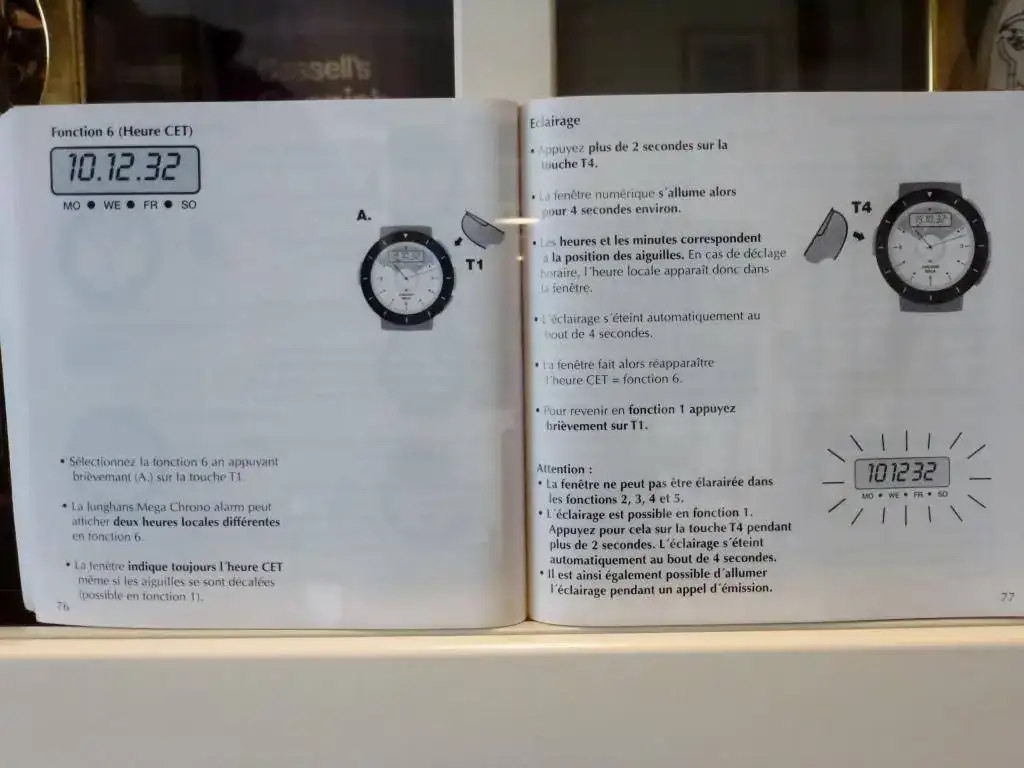 ssell's
Fonction 6 (Heure CET)
10.12.32
MO ● WE ● FR ● SO
A.
T1
• Sélectionnez la fonction 6 an appuyant
brièvemant (A.) sur la touche T1
• La Junghans Mega Chrono alarm peut
afficher deux heures locales différentes
en fonction 6.
• La fenêtre indique toujours l'heure CET
même si les aiguilles se sont décalées
(possible en fonction 1).
76
Eclairage
• Appuyez plus de 2 secondes sur la
touche T4.
• La fenêtre numérique s'allume alors
pour 4 secondes environ.
• Les heures et les minutes correspondent
à la position des aiguilles. En cas de déclage
horaire, l'heure locale apparaît donc dans
la fenêtre.
• L'éclairage s'éteint automatiquement au
bout de 4 secondes.
• La fenêtre fait alors réapparaître
l'heure CET = fonction 6.
• Pour revenir en fonction 1 appuyez
brièvement sur T1.
T4
Attention :
• La fenêtre ne peut pas être élarairée dans
les fonctions 2, 3, 4 et 5.
• L'éclairage est possible en fonction 1.
Appuyez pour cela sur la touche T4 pendant
plus de 2 secondes. L'éclairage s'éteint
automatiquement au bout de 4 secondes.
• Il est ainsi également possible d'allumer
l'éclairage pendant un appel d'émission.
101232
MO • WE • FR • SO
77